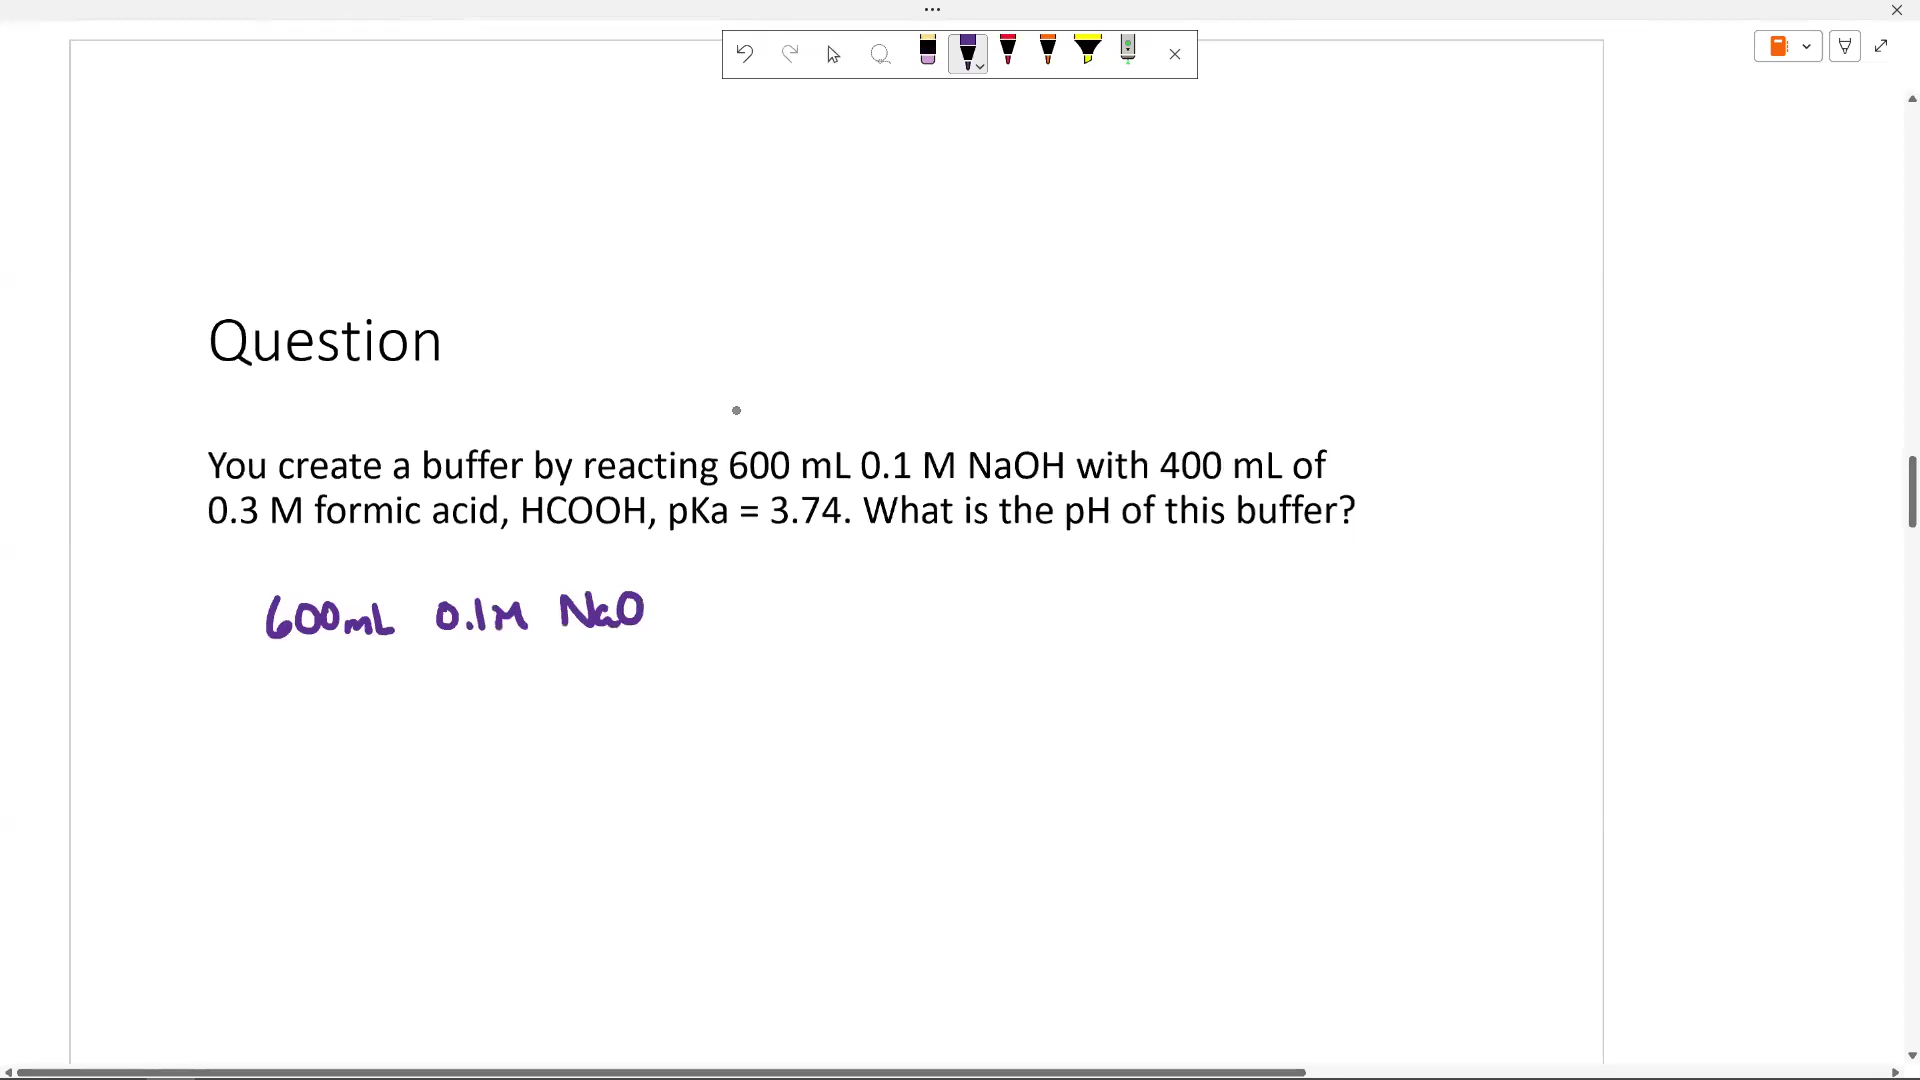 Question
You create a buffer by reacting 600 mL 0.1 M NaOH with 400 mL of
0.3 M formic acid, HCOOH, pKa = 3.74. What is the pH of this buffer?
600mL 0.1M NaO